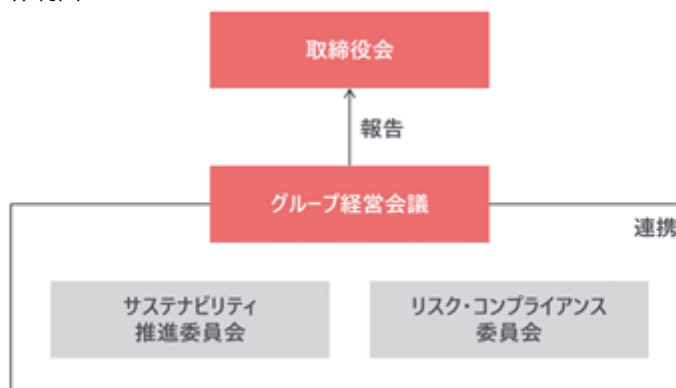 取締役会
報告
グループ経営会議
連携
サステナビリティ
推進委員会
リスク・コンプライアンス
委員会